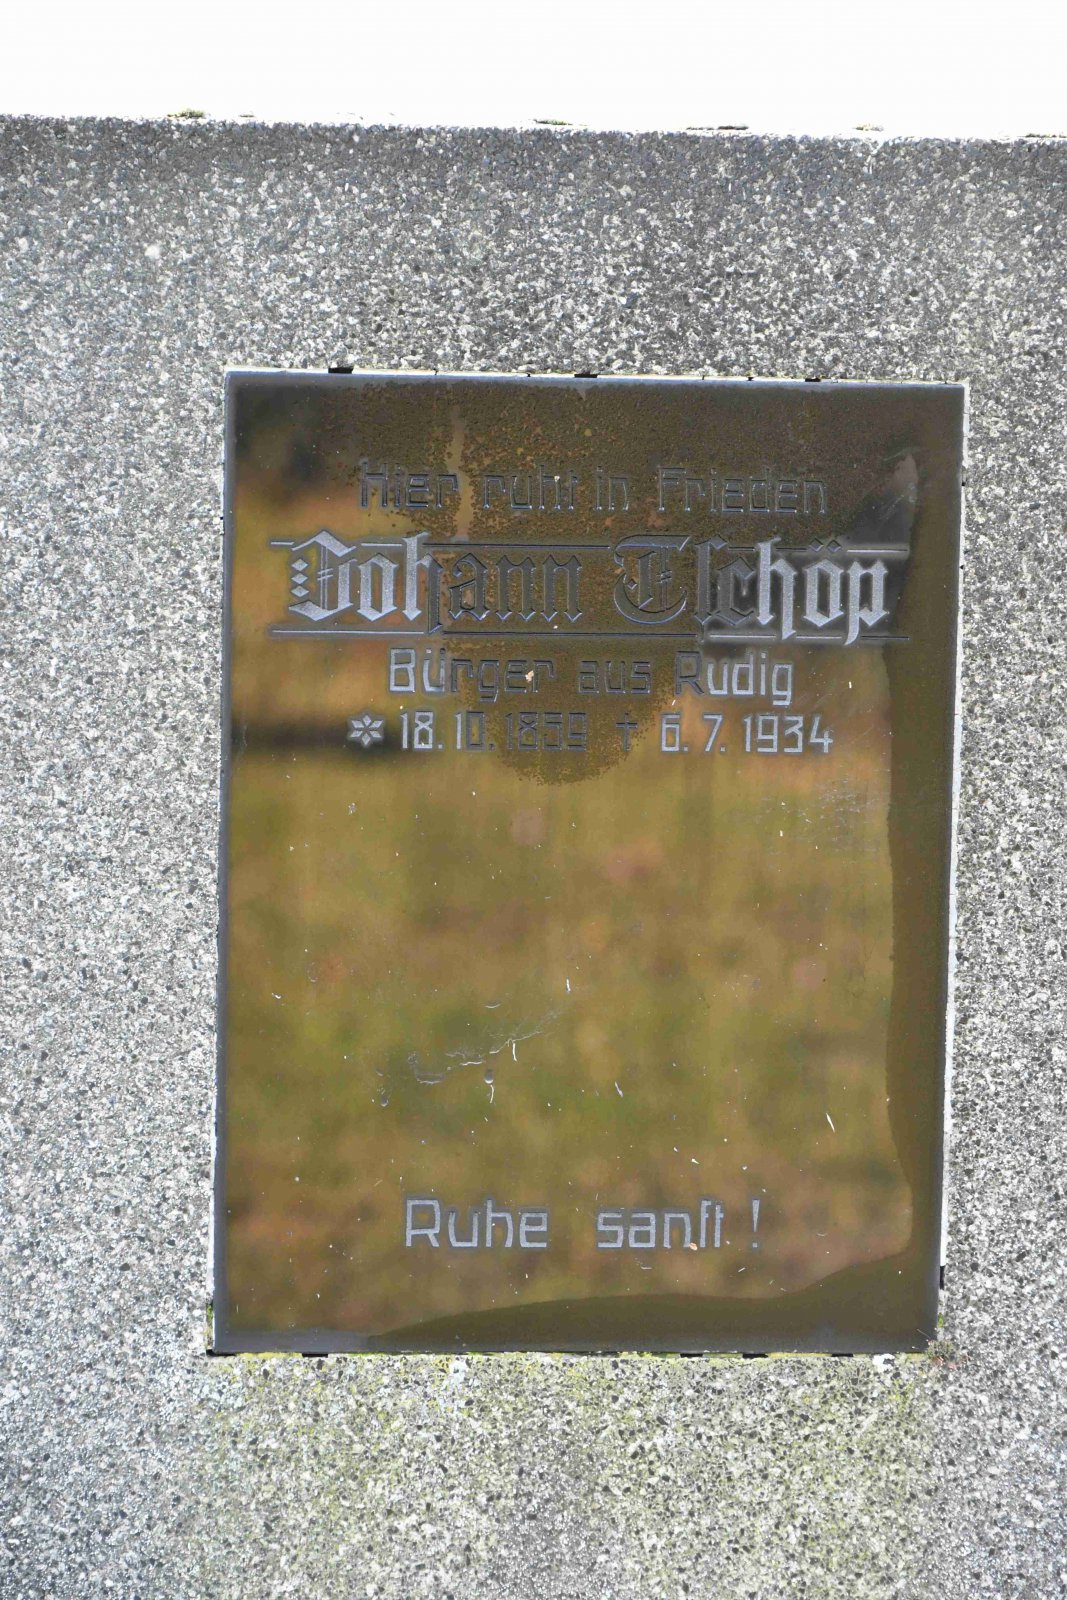 Hier ruht in Frieden
Johann Tſchöp
Bürger aus Rudig
18.10.1859 † 6.7.1934
Ruhe sanft!